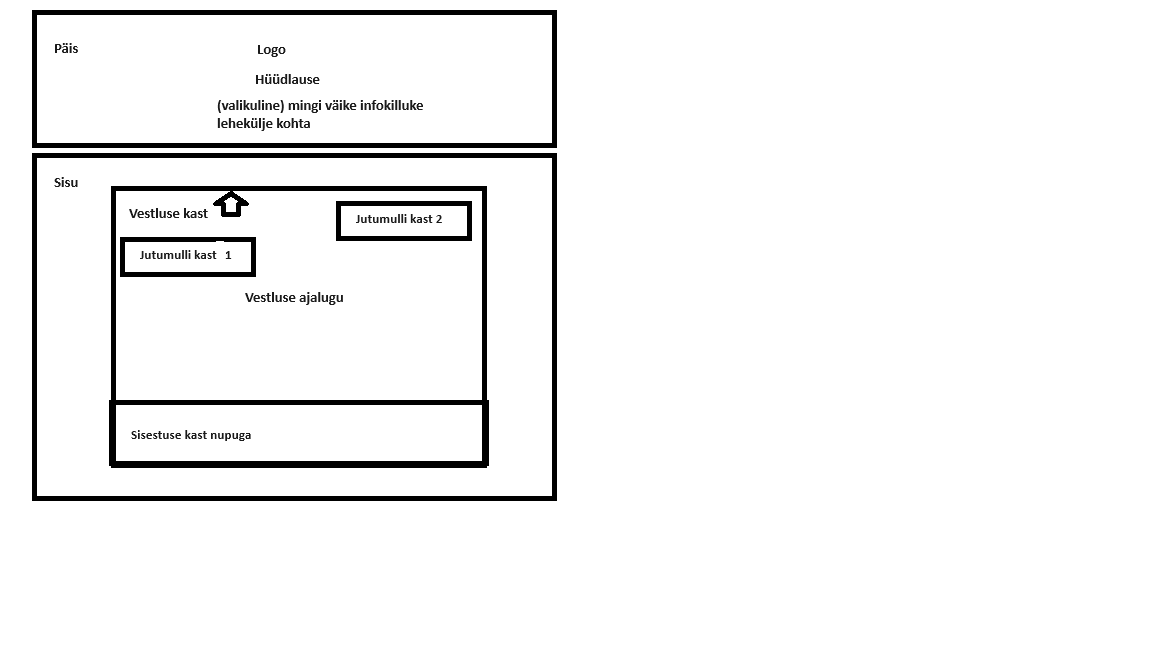 Päis
Logo
Hüüdlause
(valikuline) mingi väike infokilluke
lehekülje kohta
Sisu
Vestluse kast
Jutumulli kast 2
Jutumulli kast 1
Vestluse ajalugu
Sisestuse kast nupuga